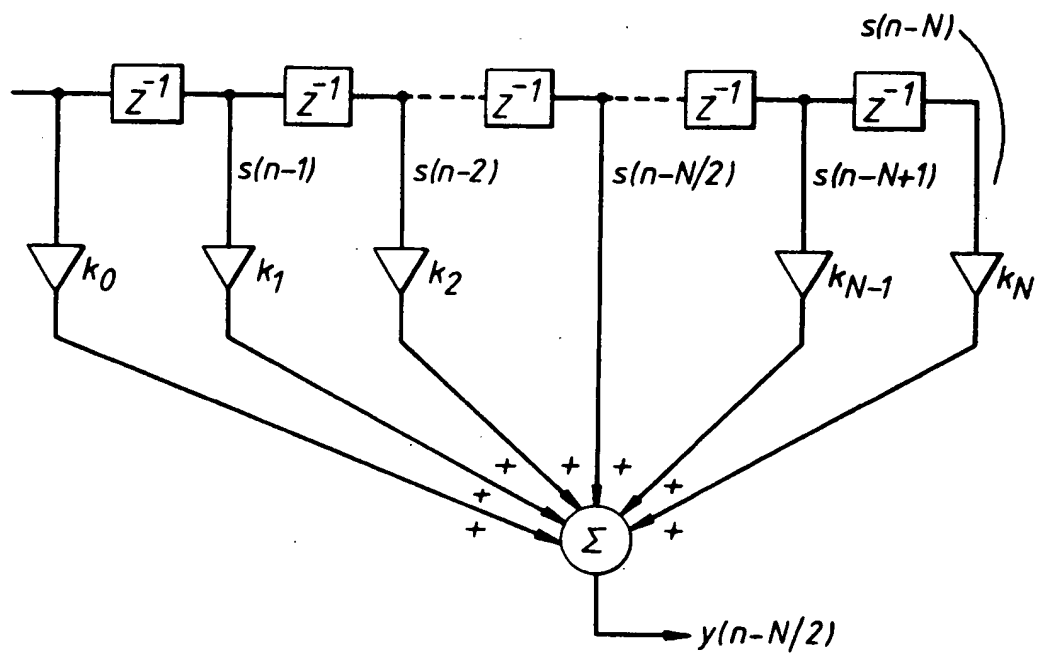 s(n-N)
z⁻¹ z⁻¹ z⁻¹ z⁻¹ z⁻¹
s(n-1) s(n-2) s(n-N/2) s(n-N+1)
k₀ k₁ k₂ kN-1 kN
+ + +
+ +
+ +
Σ
y(n-N/2)